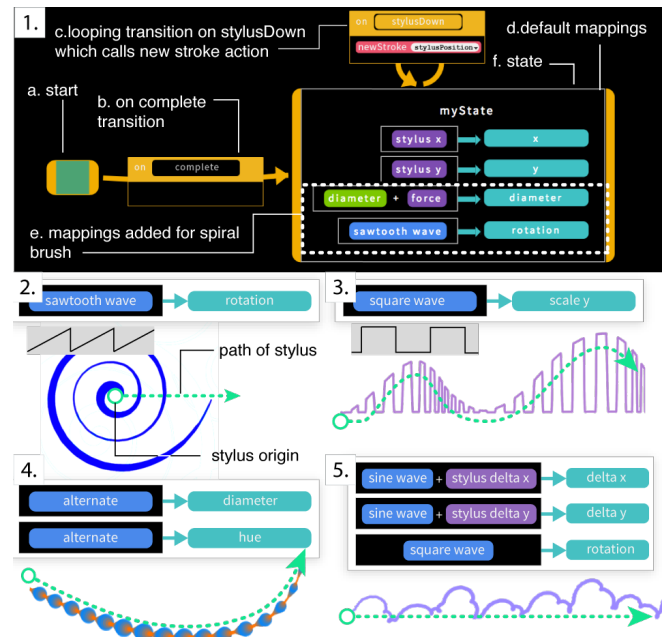 1.
c.looping transition on stylusDown
which calls new stroke action
on stylusDown
newStroke stylusPosition
d.default mappings
f. state
a. start
b. on complete
transition
on complete
myState
stylus x x
stylus y y
diameter + force diameter
sawtooth wave rotation
e. mappings added for spiral
brush
2.
sawtooth wave rotation
path of stylus
stylus origin
3.
square wave scale y
4.
alternate diameter
alternate hue
5.
sine wave + stylus delta x delta x
sine wave + stylus delta y delta y
square wave rotation